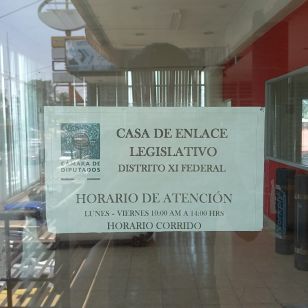 CASA DE ENLACE
LEGISLATIVO
DISTRITO XI FEDERAL
CÁMARA DE
DIPUTADOS
HORARIO DE ATENCIÓN
LUNES - VIERNES 10:00 AM A 14:00 HRS
HORARIO CORRIDO